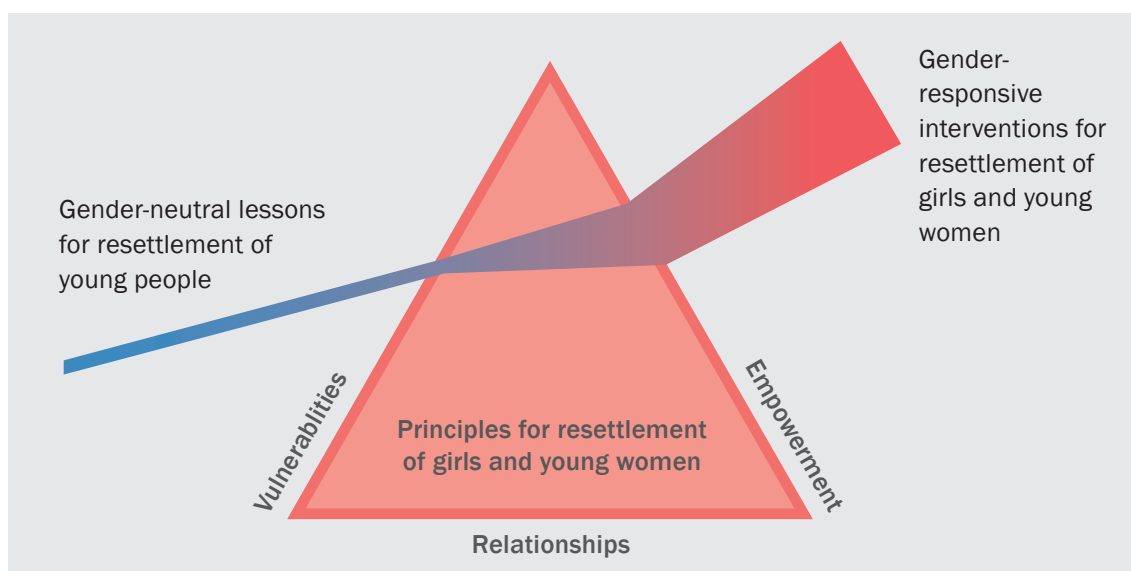 Gender-neutral lessons
for resettlement of
young people
Gender-
responsive
interventions for
resettlement of
girls and young
women
Vulnerablities
Principles for resettlement
of girls and young women
Empowerment
Relationships